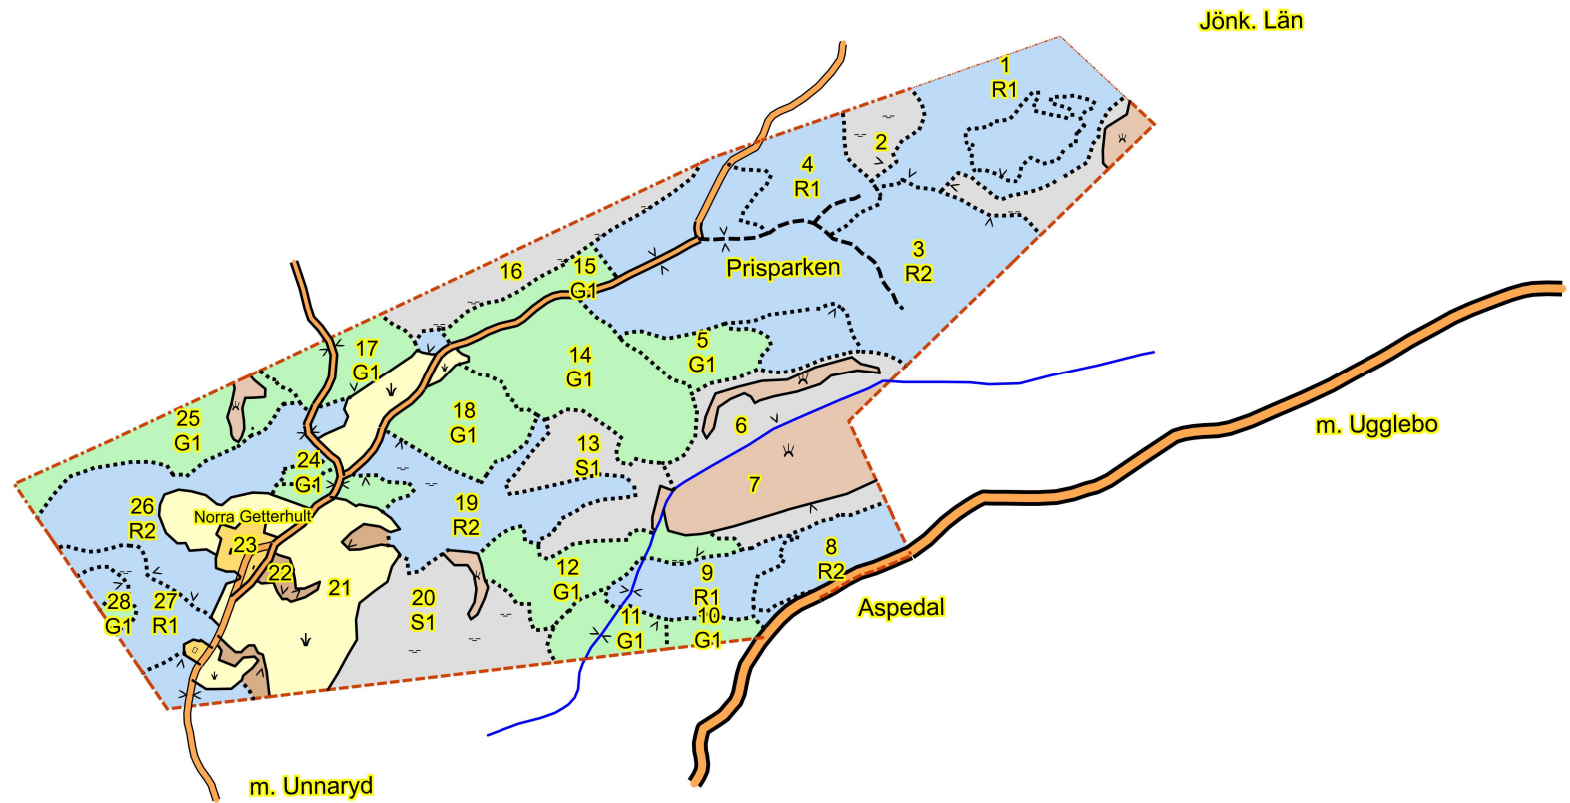 Jönk. Län
1
R1
2
4
R1
3
R2
Prisparken
15
G1
16
5
G1
14
G1
17
G1
m. Ugglebo
25
G1
18
G1
6
13
S1
24
G1
7
26
R2
19
R2
Norra Getterhult
23
8
R2
22
21
12
G1
9
R1
28
G1
27
R1
20
S1
11
G1
10
G1
Aspedal
m. Unnaryd